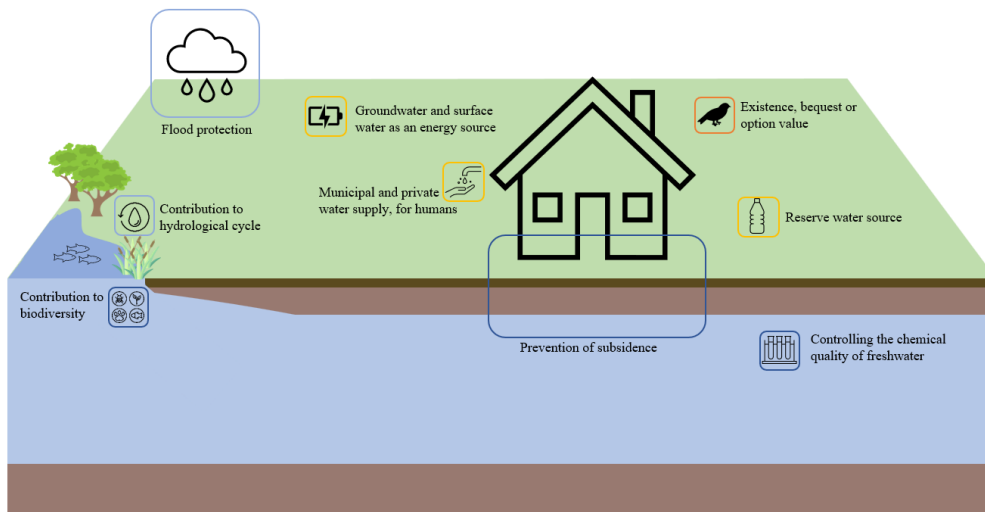 Flood protection
Groundwater and surface
water as an energy source
Existence, bequest or
option value
Municipal and private
water supply, for humans
Contribution to
hydrological cycle
Reserve water source
Contribution to
biodiversity
Prevention of subsidence
Controlling the chemical
quality of freshwater